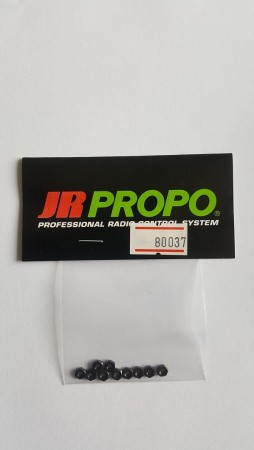 JR PROPO®
PROFESSIONAL RADIO CONTROL SYSTEM
80037